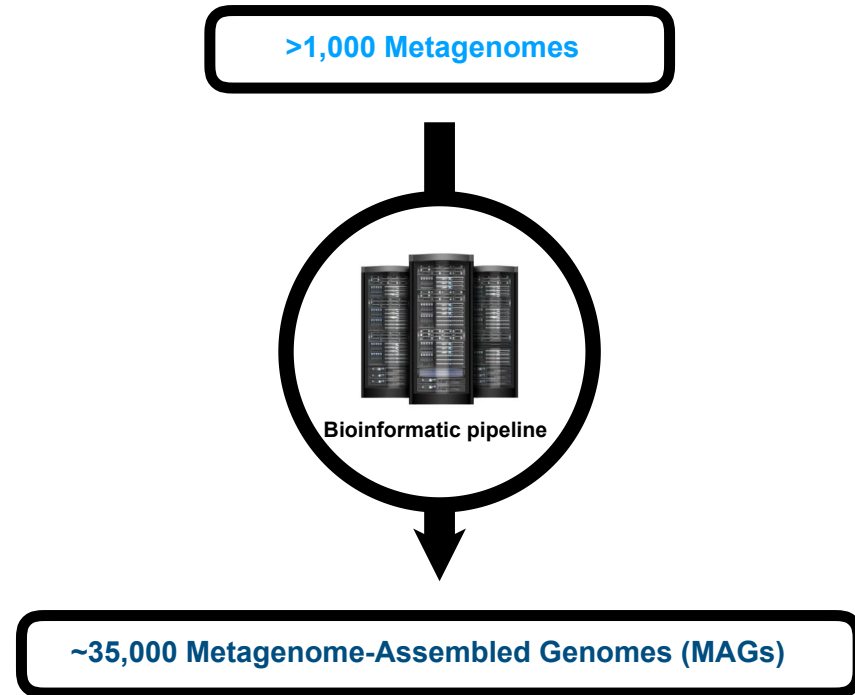 >1,000 Metagenomes
Bioinformatic pipeline
~35,000 Metagenome-Assembled Genomes (MAGs)